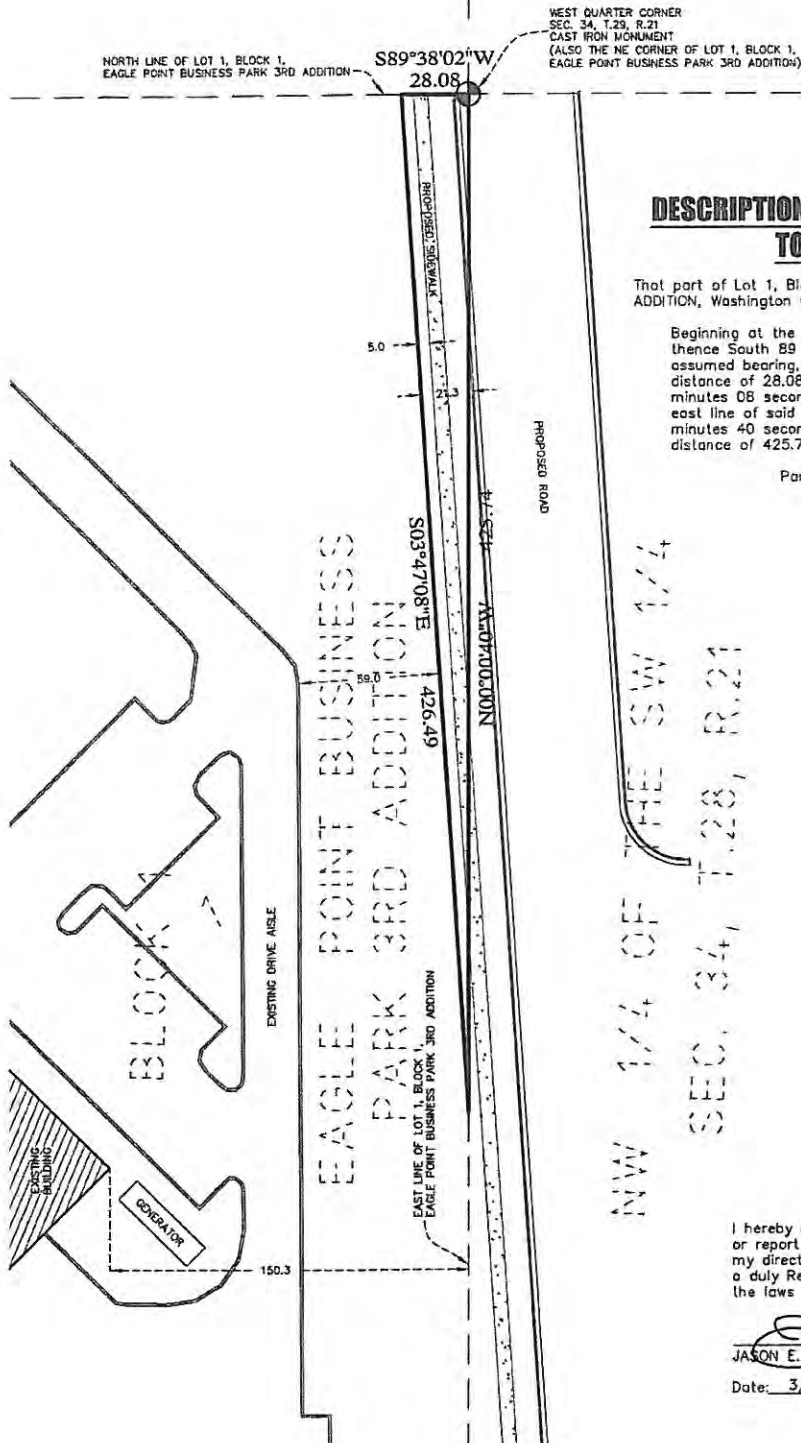 WEST QUARTER CORNER
SEC. 34, T.29, R.21
CAST IRON MONUMENT
(ALSO THE NE CORNER OF LOT 1, BLOCK 1,
EAGLE POINT BUSINESS PARK 3RD ADDITION)
NORTH LINE OF LOT 1, BLOCK 1,
EAGLE POINT BUSINESS PARK 3RD ADDITION
S89°38'02"W
28.08
DESCRIPTION
TO
That part of Lot 1, Bl
ADDITION, Washington
Beginning at the
thence South 89
assumed bearing,
distance of 28.08
minutes 08 secon
east line of said
minutes 40 secon
distance of 425.7
Par
PROPOSED SIDEWALK
5.0
21.3
PROPOSED ROAD
S03°47'08"E
426.49
425.74
N00°00'40"W
59.0
EAGLE POINT BUSINESS
PARK 3RD ADDITION
BLOCK 1
NW 1/4 OF THE SW 1/4
SEC. 34, T.28, R.21
EXISTING DRIVE AISLE
EAST LINE OF LOT 1, BLOCK 1,
EAGLE POINT BUSINESS PARK 3RD ADDITION
EXISTING
BUILDING
GENERATOR
150.3
I hereby
or report
my direct
a duly Re
the laws
JASON E.
Date: 3